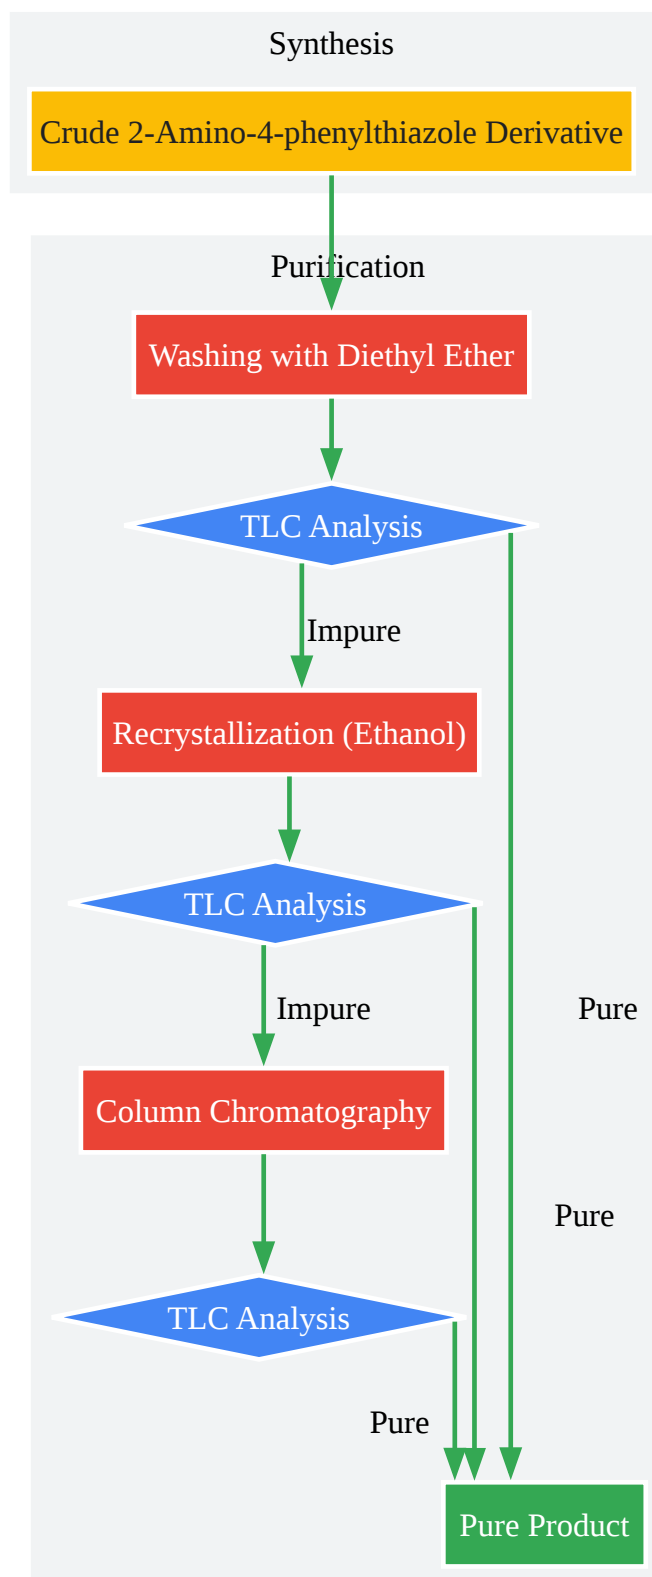 Synthesis
Crude 2-Amino-4-phenylthiazole Derivative
Purification
Washing with Diethyl Ether
TLC Analysis
Impure
Recrystallization (Ethanol)
TLC Analysis
Impure
Pure
Column Chromatography
Pure
TLC Analysis
Pure
Pure Product